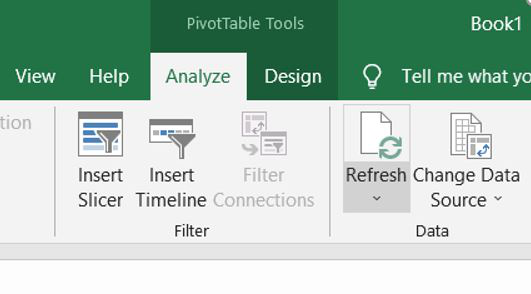 PivotTable Tools
Book1
View Help Analyze Design Tell me what yo
tion
Insert Slicer
Insert Timeline
Filter Connections
Refresh
Change Data Source
Filter
Data